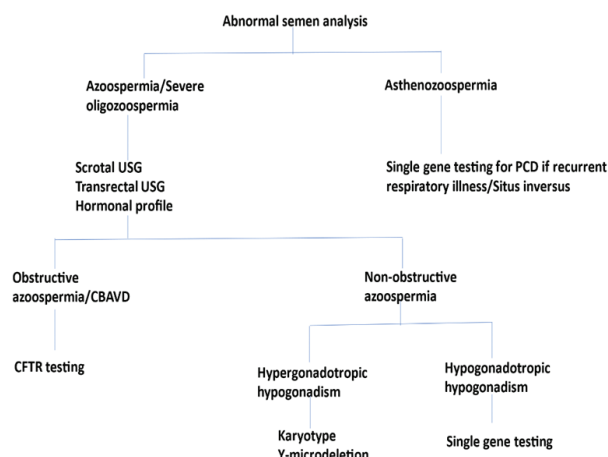 Abnormal semen analysis
Azoospermia/Severe
oligozoospermia
Asthenozoospermia
Scrotal USG
Transrectal USG
Hormonal profile
Single gene testing for PCD if recurrent
respiratory illness/Situs inversus
Obstructive
azoospermia/CBAVD
Non-obstructive
azoospermia
CFTR testing
Hypergonadotropic
hypogonadism
Hypogonadotropic
hypogonadism
Karyotype
Y-microdeletion
Single gene testing